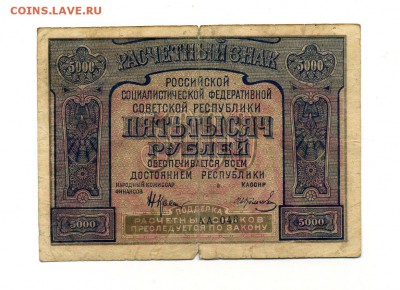 COINS.LAVE.RU
5000 РАСЧЕТНЫЙ ЗНАК 5000
РОССИЙСКОЙ
СОЦИАЛИСТИЧЕСКОЙ ФЕДЕРАТИВНОЙ
СОВЕТСКОЙ РЕСПУБЛИКИ
ПЯТЬ ТЫСЯЧ
РУБЛЕЙ
ОБЕСПЕЧИВАЕТСЯ ВСЕМ
ДОСТОЯНИЕМ РЕСПУБЛИКИ
НАРОДНЫЙ КОМИССАР КАССИР
ФИНАНСОВ
ПОДДЕЛКА
5000 РАСЧЕТНЫХ ЗНАКОВ 5000
ПРЕСЛЕДУЕТСЯ ПО ЗАКОНУ